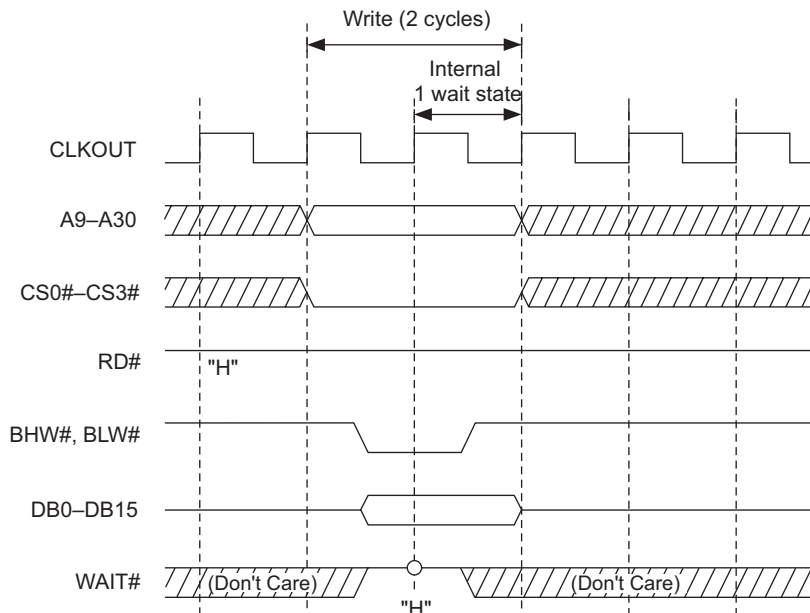 Write (2 cycles)
Internal
1 wait state
CLKOUT
A9–A30
CS0#–CS3#
RD#
"H"
BHW#, BLW#
DB0–DB15
WAIT#
(Don't Care)
(Don't Care)
"H"